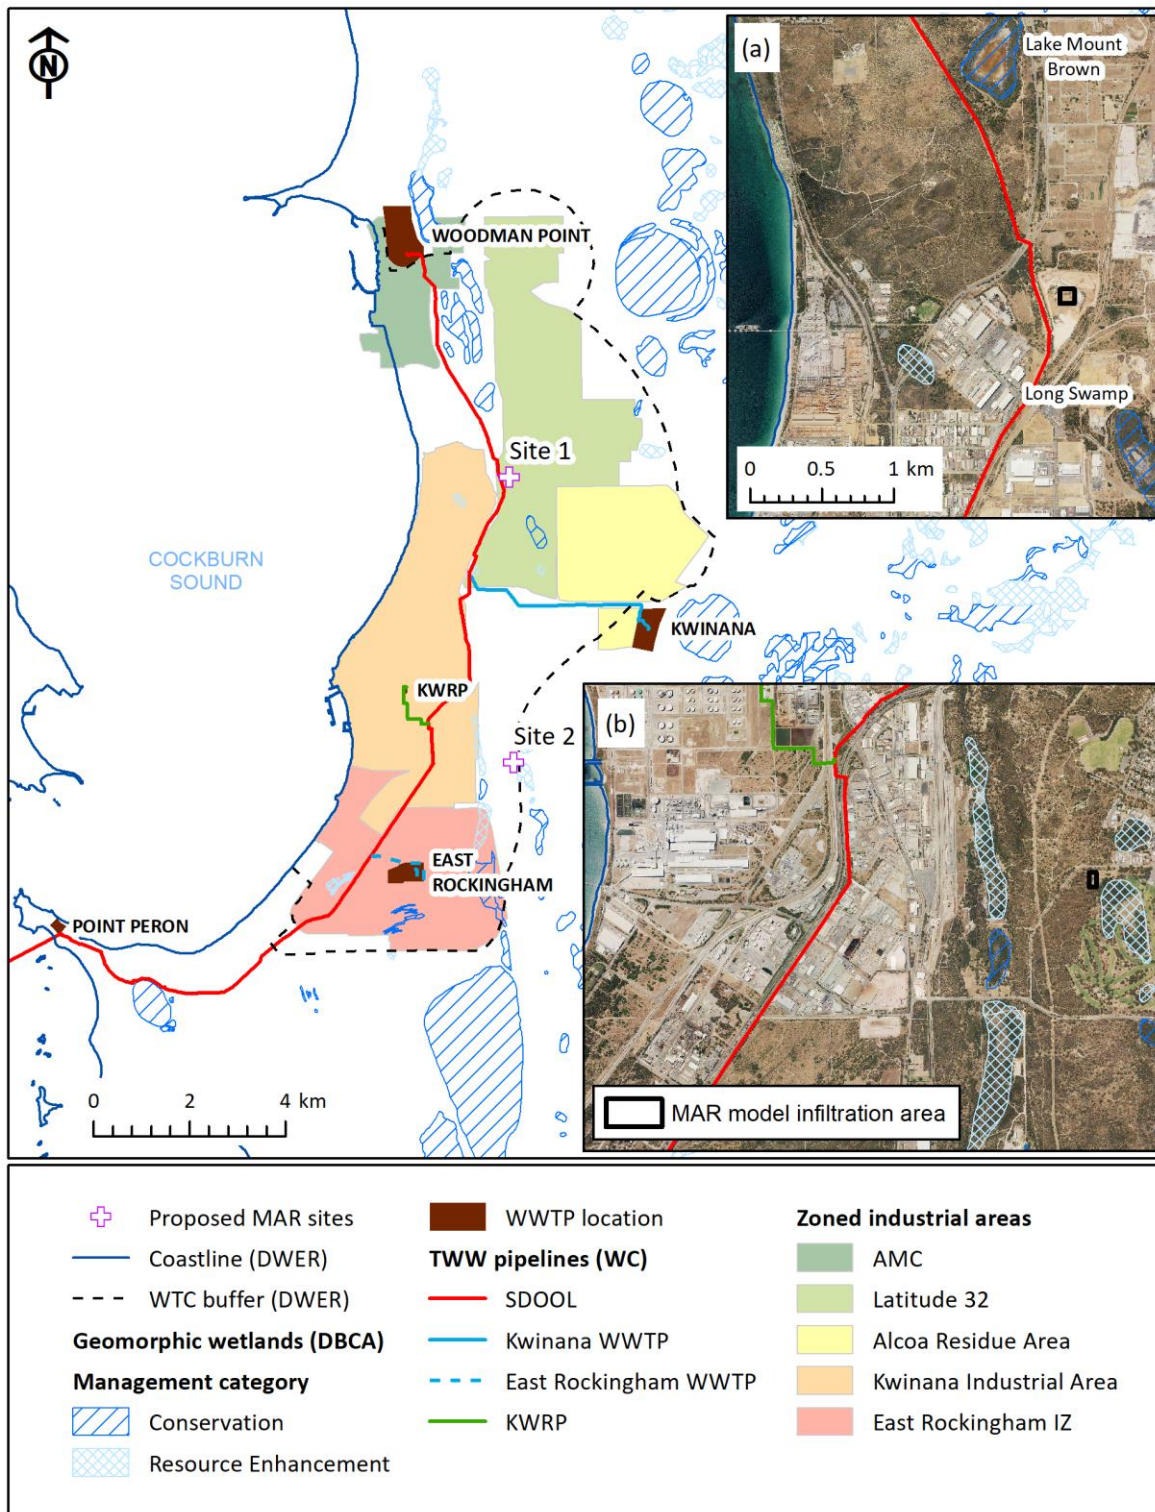 N
(a)
Lake Mount
Brown
WOODMAN POINT
Long Swamp
0 0.5 1 km
Site 1
COCKBURN
SOUND
KWINANA
KWRP
Site 2
(b)
EAST
ROCKINGHAM
POINT PERON
0 2 4 km
MAR model infiltration area
Proposed MAR sites
Coastline (DWER)
WTC buffer (DWER)
Geomorphic wetlands (DBCA)
Management category
Conservation
Resource Enhancement
WWTP location
TWW pipelines (WC)
SDOOL
Kwinana WWTP
East Rockingham WWTP
KWRP
Zoned industrial areas
AMC
Latitude 32
Alcoa Residue Area
Kwinana Industrial Area
East Rockingham IZ